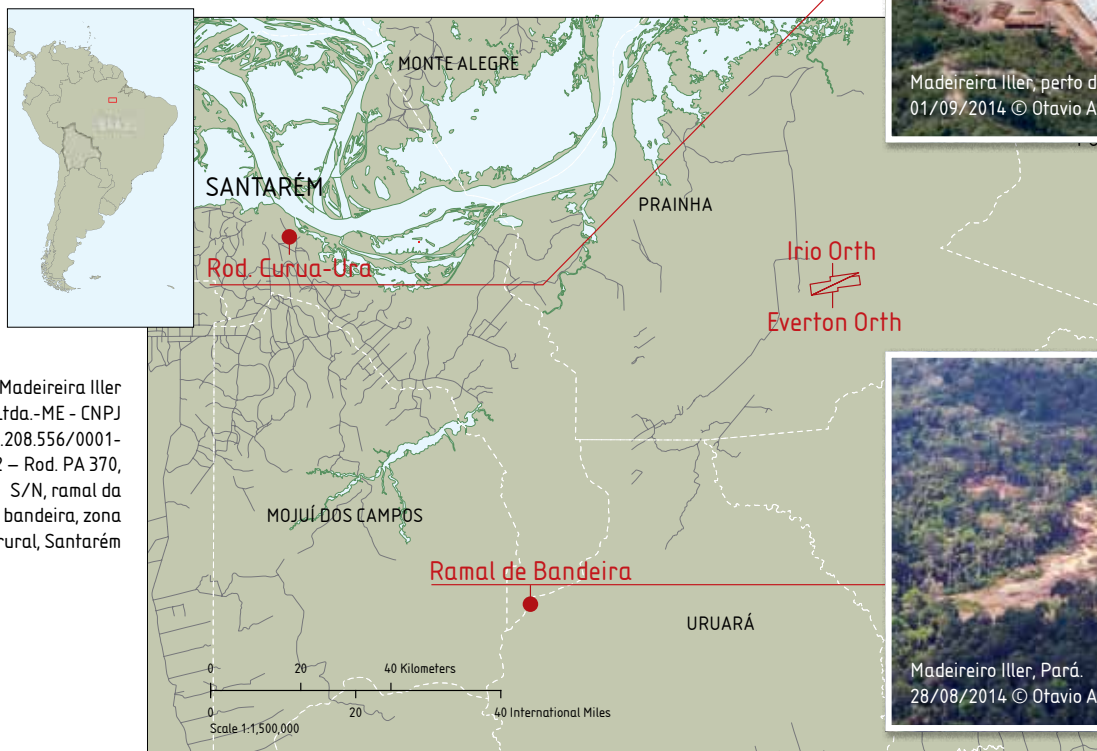 MONTE ALEGRE
Madeireira Iller, perto d
01/09/2014 © Otavio A
SANTARÉM
PRAINHA
Irio Orth
Rod. Curua-Una
Everton Orth
Madeireira Iller
Ltda.-ME - CNPJ
.208.556/0001-
2 – Rod. PA 370,
S/N, ramal da
bandeira, zona
rural, Santarém
MOJUÍ DOS CAMPOS
Ramal de Bandeira
URUARÁ
0 20 40 Kilometers
0 20 40 International Miles
Scale 1:1,500,000
Madeireiro Iller, Pará.
28/08/2014 © Otavio A